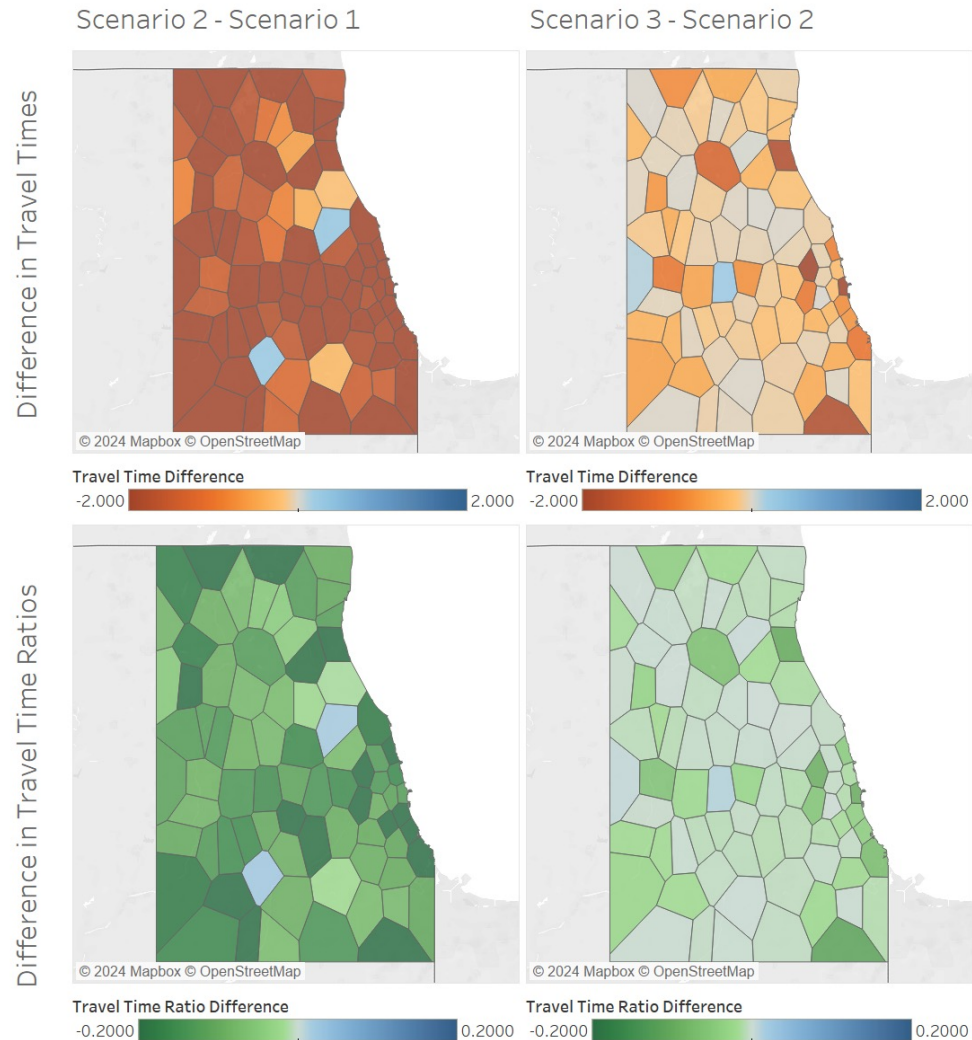 Scenario 2 - Scenario 1
Scenario 3 - Scenario 2
Difference in Travel Times
© 2024 Mapbox © OpenStreetMap
© 2024 Mapbox © OpenStreetMap
Travel Time Difference
-2.000 2.000
Travel Time Difference
-2.000 2.000
Difference in Travel Time Ratios
© 2024 Mapbox © OpenStreetMap
© 2024 Mapbox © OpenStreetMap
Travel Time Ratio Difference
-0.2000 0.2000
Travel Time Ratio Difference
-0.2000 0.2000